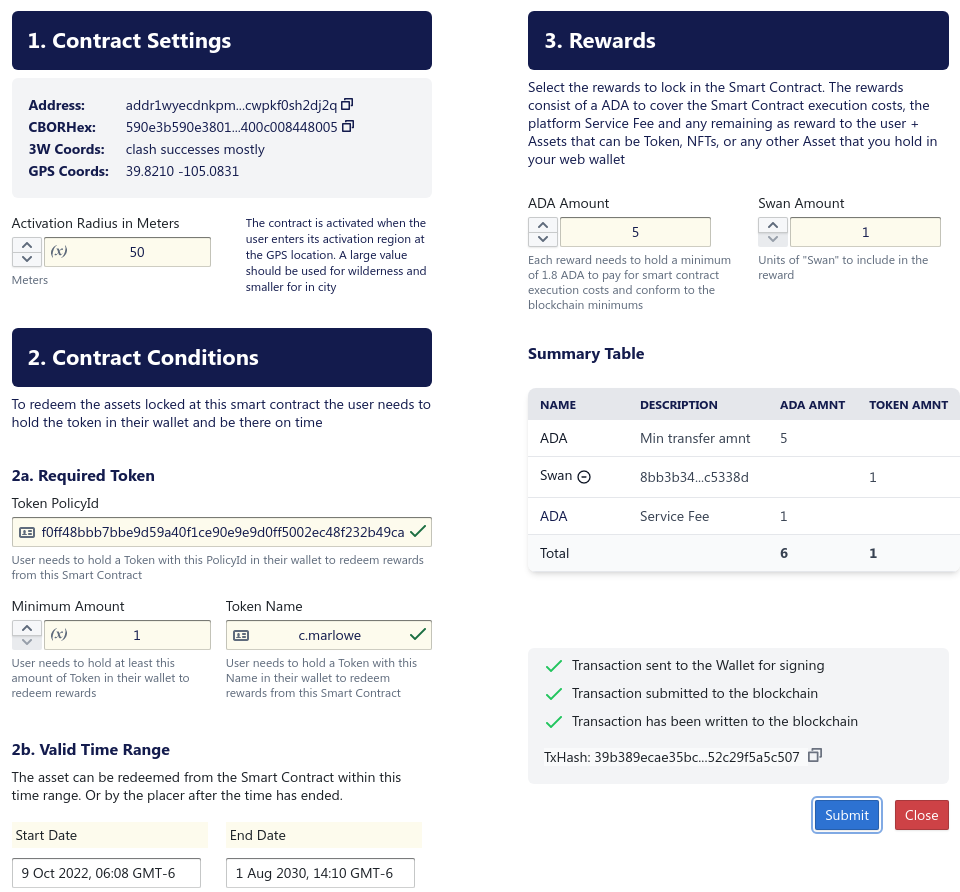 1. Contract Settings
Address: addr1wyecdnkpm...cwpkf0sh2dj2q
CBORHex: 590e3b590e3801...400c008448005
3W Coords: clash successes mostly
GPS Coords: 39.8210 -105.0831
Activation Radius in Meters
(x) 50
Meters
The contract is activated when the
user enters its activation region at
the GPS location. A large value
should be used for wilderness and
smaller for in city
2. Contract Conditions
To redeem the assets locked at this smart contract the user needs to
hold the token in their wallet and be there on time
2a. Required Token
Token PolicyId
f0ff48bbb7bbe9d59a40f1ce90e9e9d0ff5002ec48f232b49ca
User needs to hold a Token with this PolicyId in their wallet to redeem rewards
from this Smart Contract
Minimum Amount
(x) 1
User needs to hold at least this
amount of Token in their wallet to
redeem rewards
Token Name
c.marlowe
User needs to hold a Token with this
Name in their wallet to redeem
rewards from this Smart Contract
2b. Valid Time Range
The asset can be redeemed from the Smart Contract within this
time range. Or by the placer after the time has ended.
Start Date
9 Oct 2022, 06:08 GMT-6
End Date
1 Aug 2030, 14:10 GMT-6
3. Rewards
Select the rewards to lock in the Smart Contract. The rewards
consist of a ADA to cover the Smart Contract execution costs, the
platform Service Fee and any remaining as reward to the user +
Assets that can be Token, NFTs, or any other Asset that you hold in
your web wallet
ADA Amount
5
Each reward needs to hold a minimum
of 1.8 ADA to pay for smart contract
execution costs and conform to the
blockchain minimums
Swan Amount
1
Units of "Swan" to include in the
reward
Summary Table
NAME DESCRIPTION ADA AMNT TOKEN AMNT
ADA Min transfer amnt 5
Swan 8bb3b34...c5338d 1
ADA Service Fee 1
Total 6 1
Transaction sent to the Wallet for signing
Transaction submitted to the blockchain
Transaction has been written to the blockchain
TxHash: 39b389ecae35bc...52c29f5a5c507
Submit Close